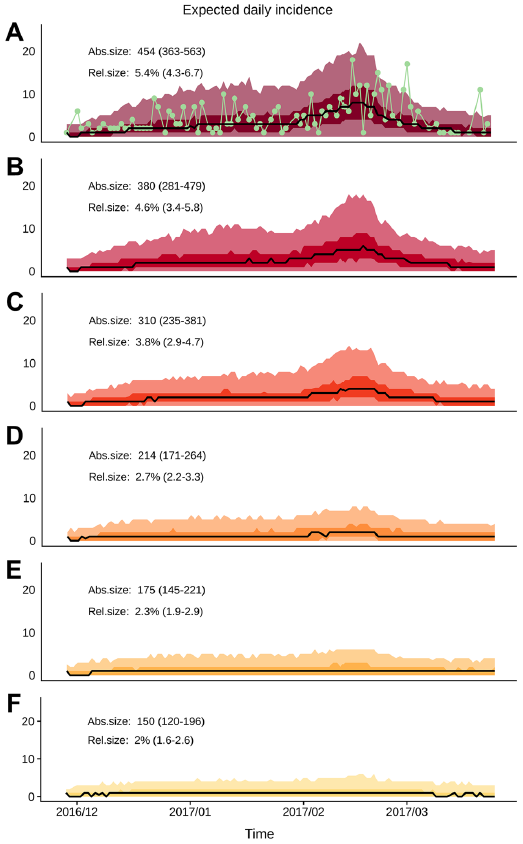 Expected daily incidence
A
20
10
0
Abs.size: 454 (363-563)
Rel.size: 5.4% (4.3-6.7)
B
20
10
0
Abs.size: 380 (281-479)
Rel.size: 4.6% (3.4-5.8)
C
20
10
0
Abs.size: 310 (235-381)
Rel.size: 3.8% (2.9-4.7)
D
20
10
0
Abs.size: 214 (171-264)
Rel.size: 2.7% (2.2-3.3)
E
20
10
0
Abs.size: 175 (145-221)
Rel.size: 2.3% (1.9-2.9)
F
20
10
0
Abs.size: 150 (120-196)
Rel.size: 2% (1.6-2.6)
2016/12 2017/01 2017/02 2017/03
Time